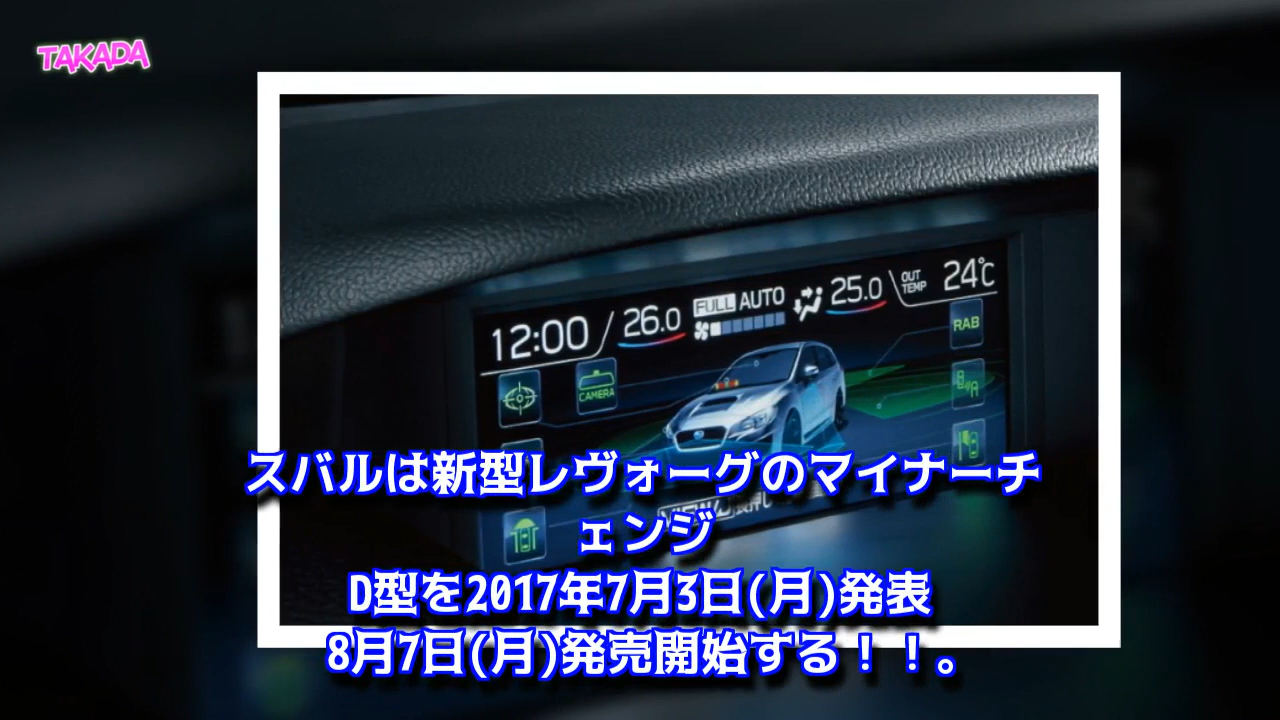 TAKADA
12:00 / 26.0 FULL AUTO 25.0 OUT TEMP 24℃
RAB
CAMERA
スバルは新型レヴォーグのマイナーチ
ェンジ
D型を2017年7月3日(月)発表
8月7日(月)発売開始する！！。